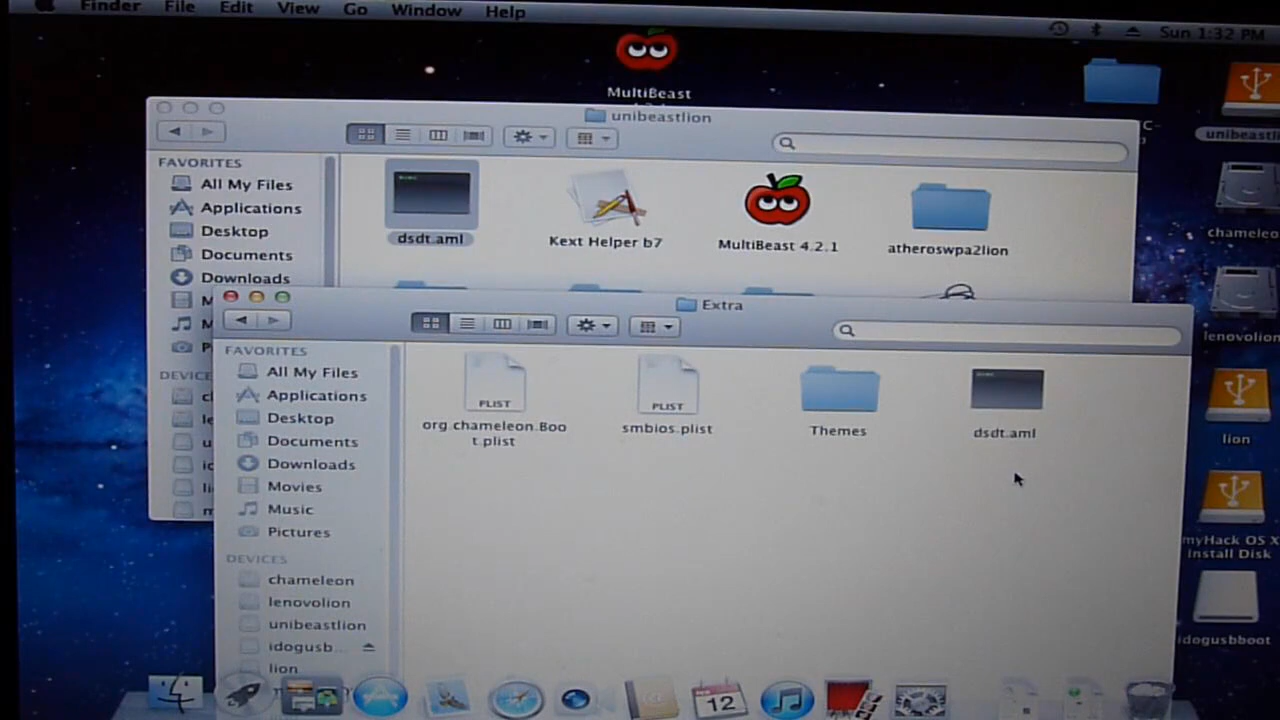 Finder File Edit View Go Window Help
Sun 1:32 PM
MultiBeast
unibeastlion
FAVORITES
All My Files
Applications
Desktop
Documents
Downloads
DEVICE
dsdt.aml
Kext Helper b7
MultiBeast 4.2.1
atheroswpa2lion
Extra
FAVORITES
All My Files
Applications
Desktop
Documents
Downloads
Movies
Music
Pictures
DEVICES
chameleon
lenovolion
unibeastlion
idogusb...
lion
PLIST
org.chameleon.Boo
t.plist
PLIST
smbios.plist
Themes
dsdt.aml
unibeastli
chameleo
lenovolion
lion
myHack OS X
Install Disk
idogusbboot
12